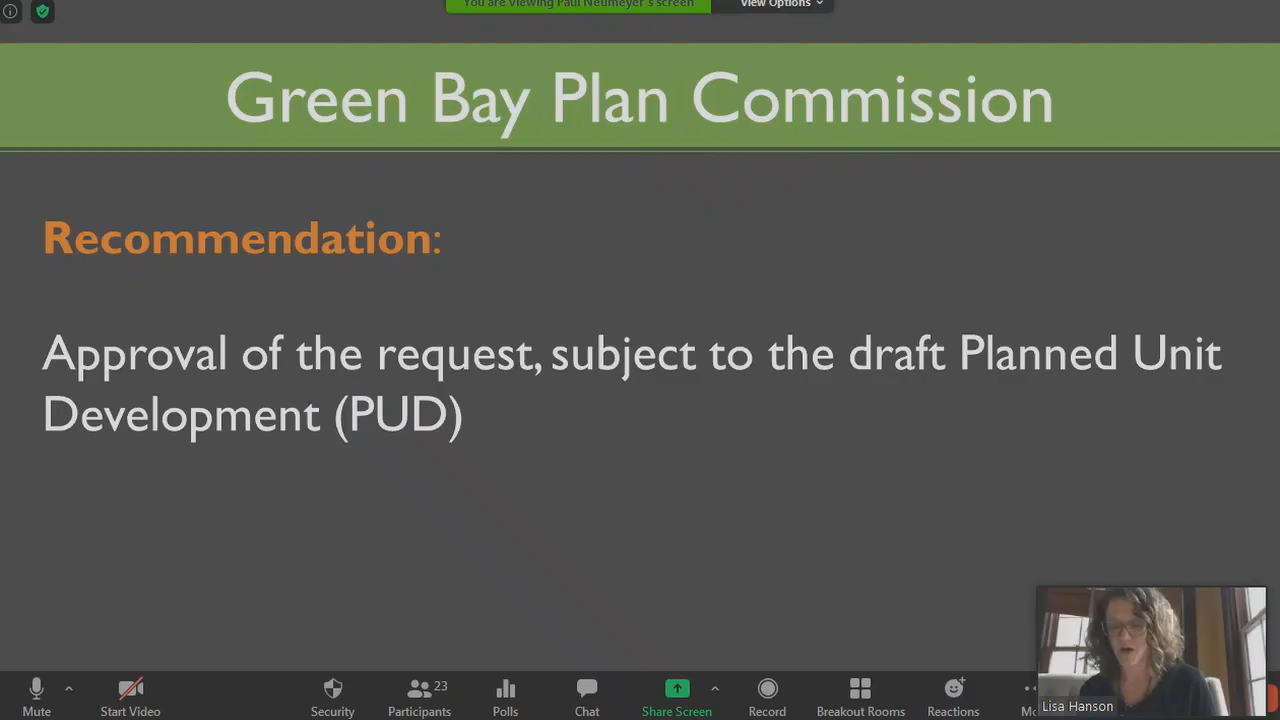 You are viewing Paul Neumeyer's screen
View Options
Green Bay Plan Commission
Recommendation:
Approval of the request, subject to the draft Planned Unit
Development (PUD)
Lisa Hanson
Mute
Start Video
Security
23
Participants
Polls
Chat
Share Screen
Record
Breakout Rooms
Reactions